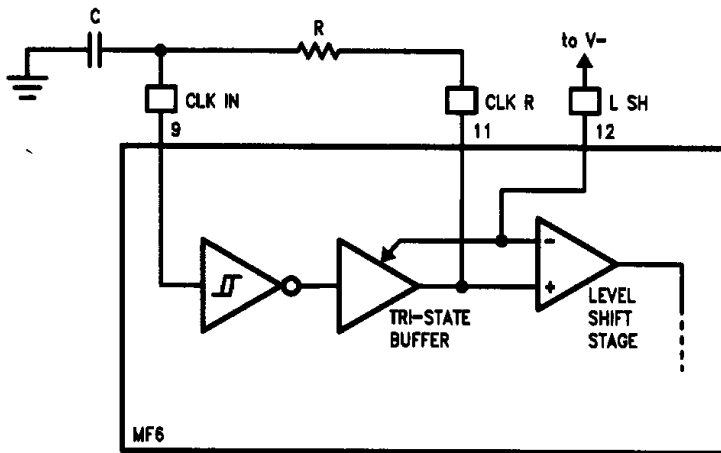 C
R
to V-
CLK IN
CLK R
L SH
9
11
12
-
+
TRI-STATE
BUFFER
LEVEL
SHIFT
STAGE
MF6